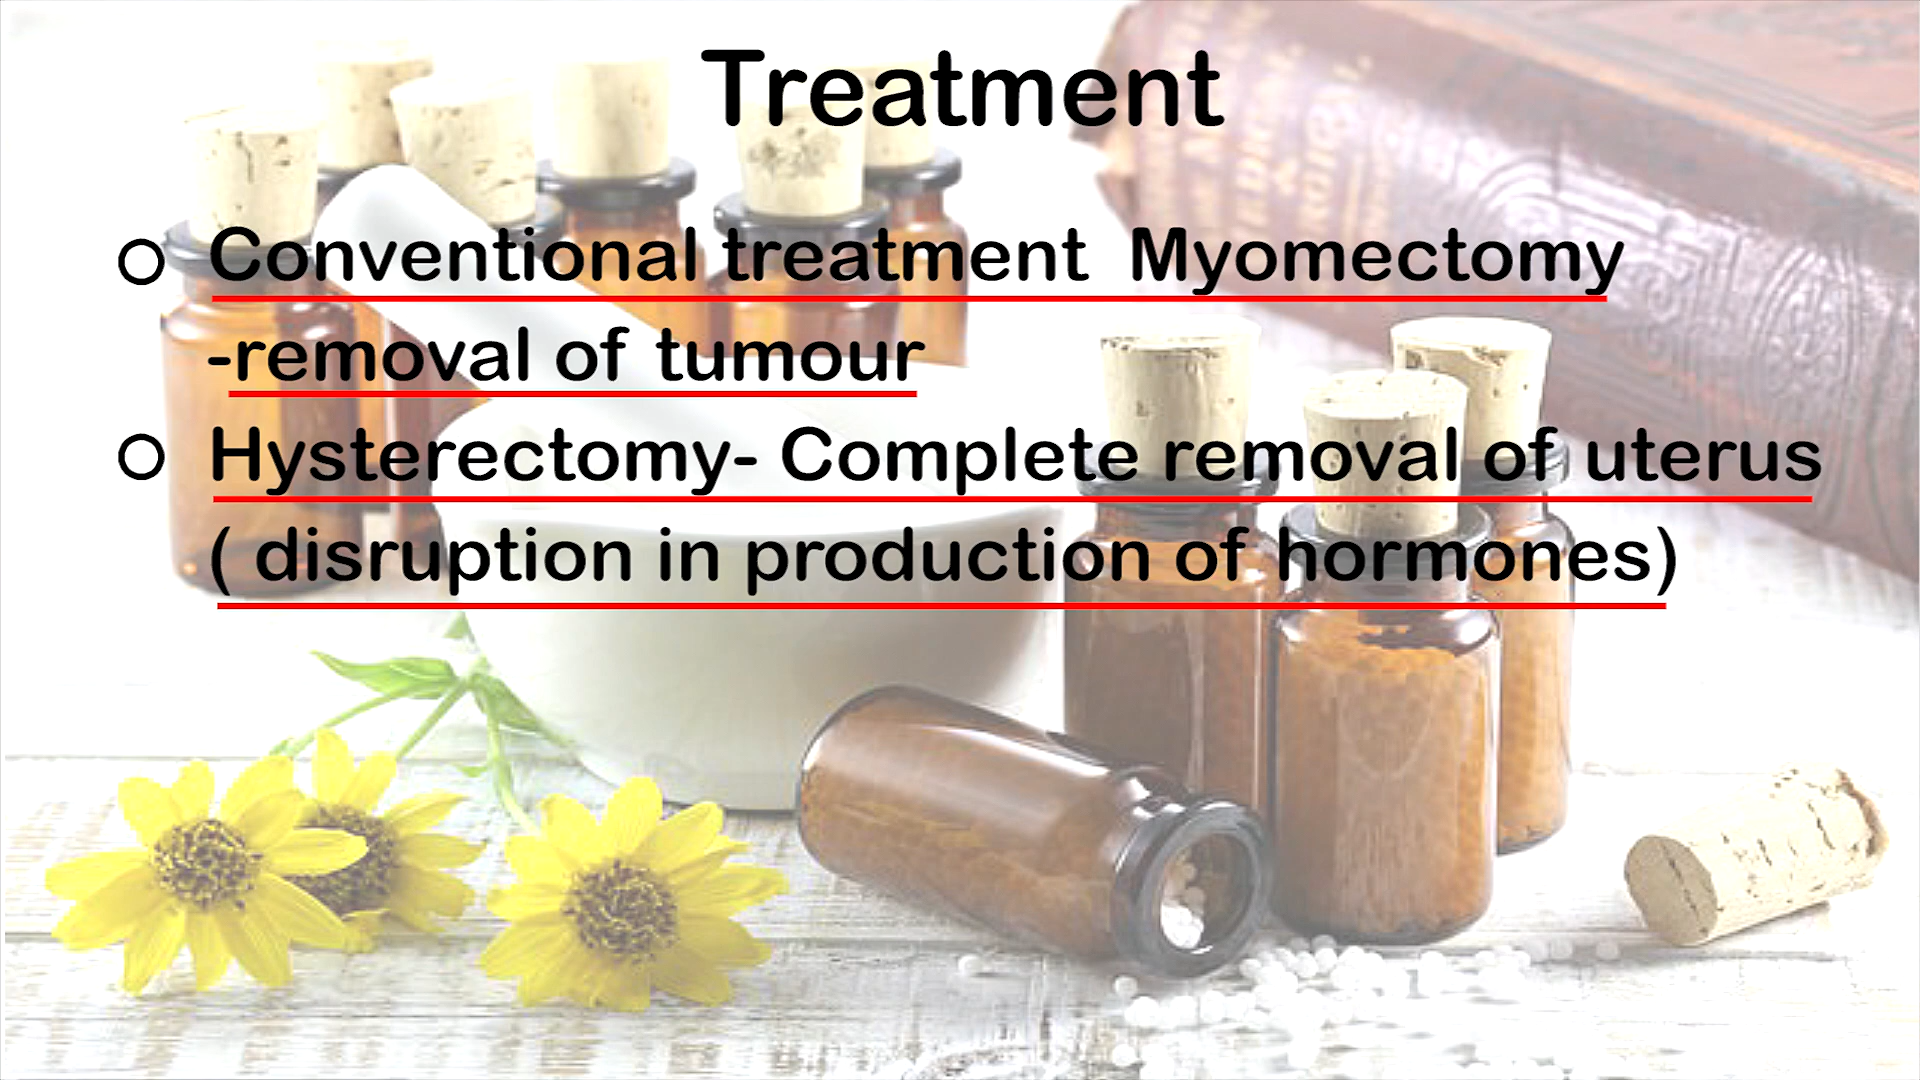 Treatment
Conventional treatment  Myomectomy
-removal of tumour
Hysterectomy- Complete removal of uterus
( disruption in production of hormones)